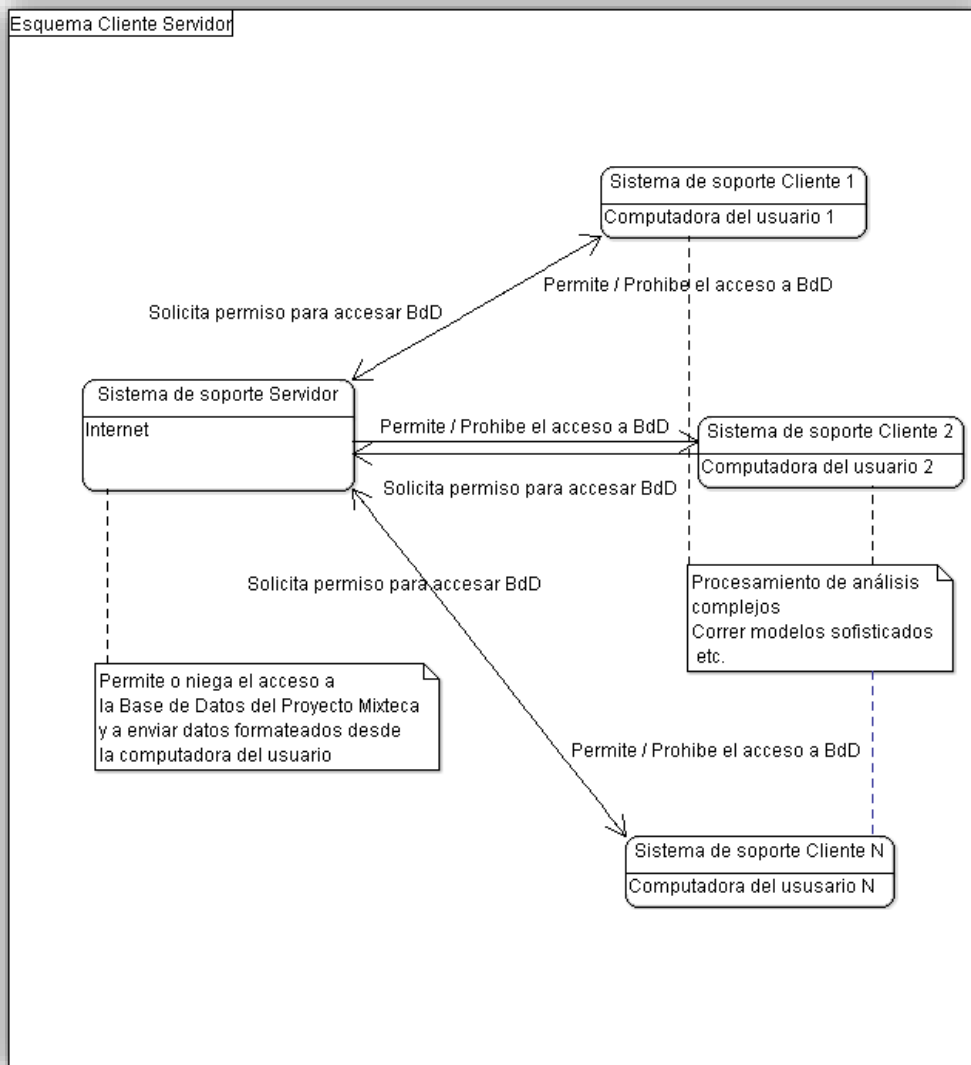 Esquema Cliente Servidor
Sistema de soporte Cliente 1
Computadora del usuario 1
Permite / Prohibe el acceso a BdD
Solicita permiso para accesar BdD
Sistema de soporte Servidor
Internet
Permite / Prohibe el acceso a BdD
Sistema de soporte Cliente 2
Computadora del usuario 2
Solicita permiso para accesar BdD
Solicita permiso para accesar BdD
Procesamiento de análisis
complejos
Correr modelos sofisticados
etc.
Permite o niega el acceso a
la Base de Datos del Proyecto Mixteca
y a enviar datos formateados desde
la computadora del usuario
Permite / Prohibe el acceso a BdD
Sistema de soporte Cliente N
Computadora del ususario N